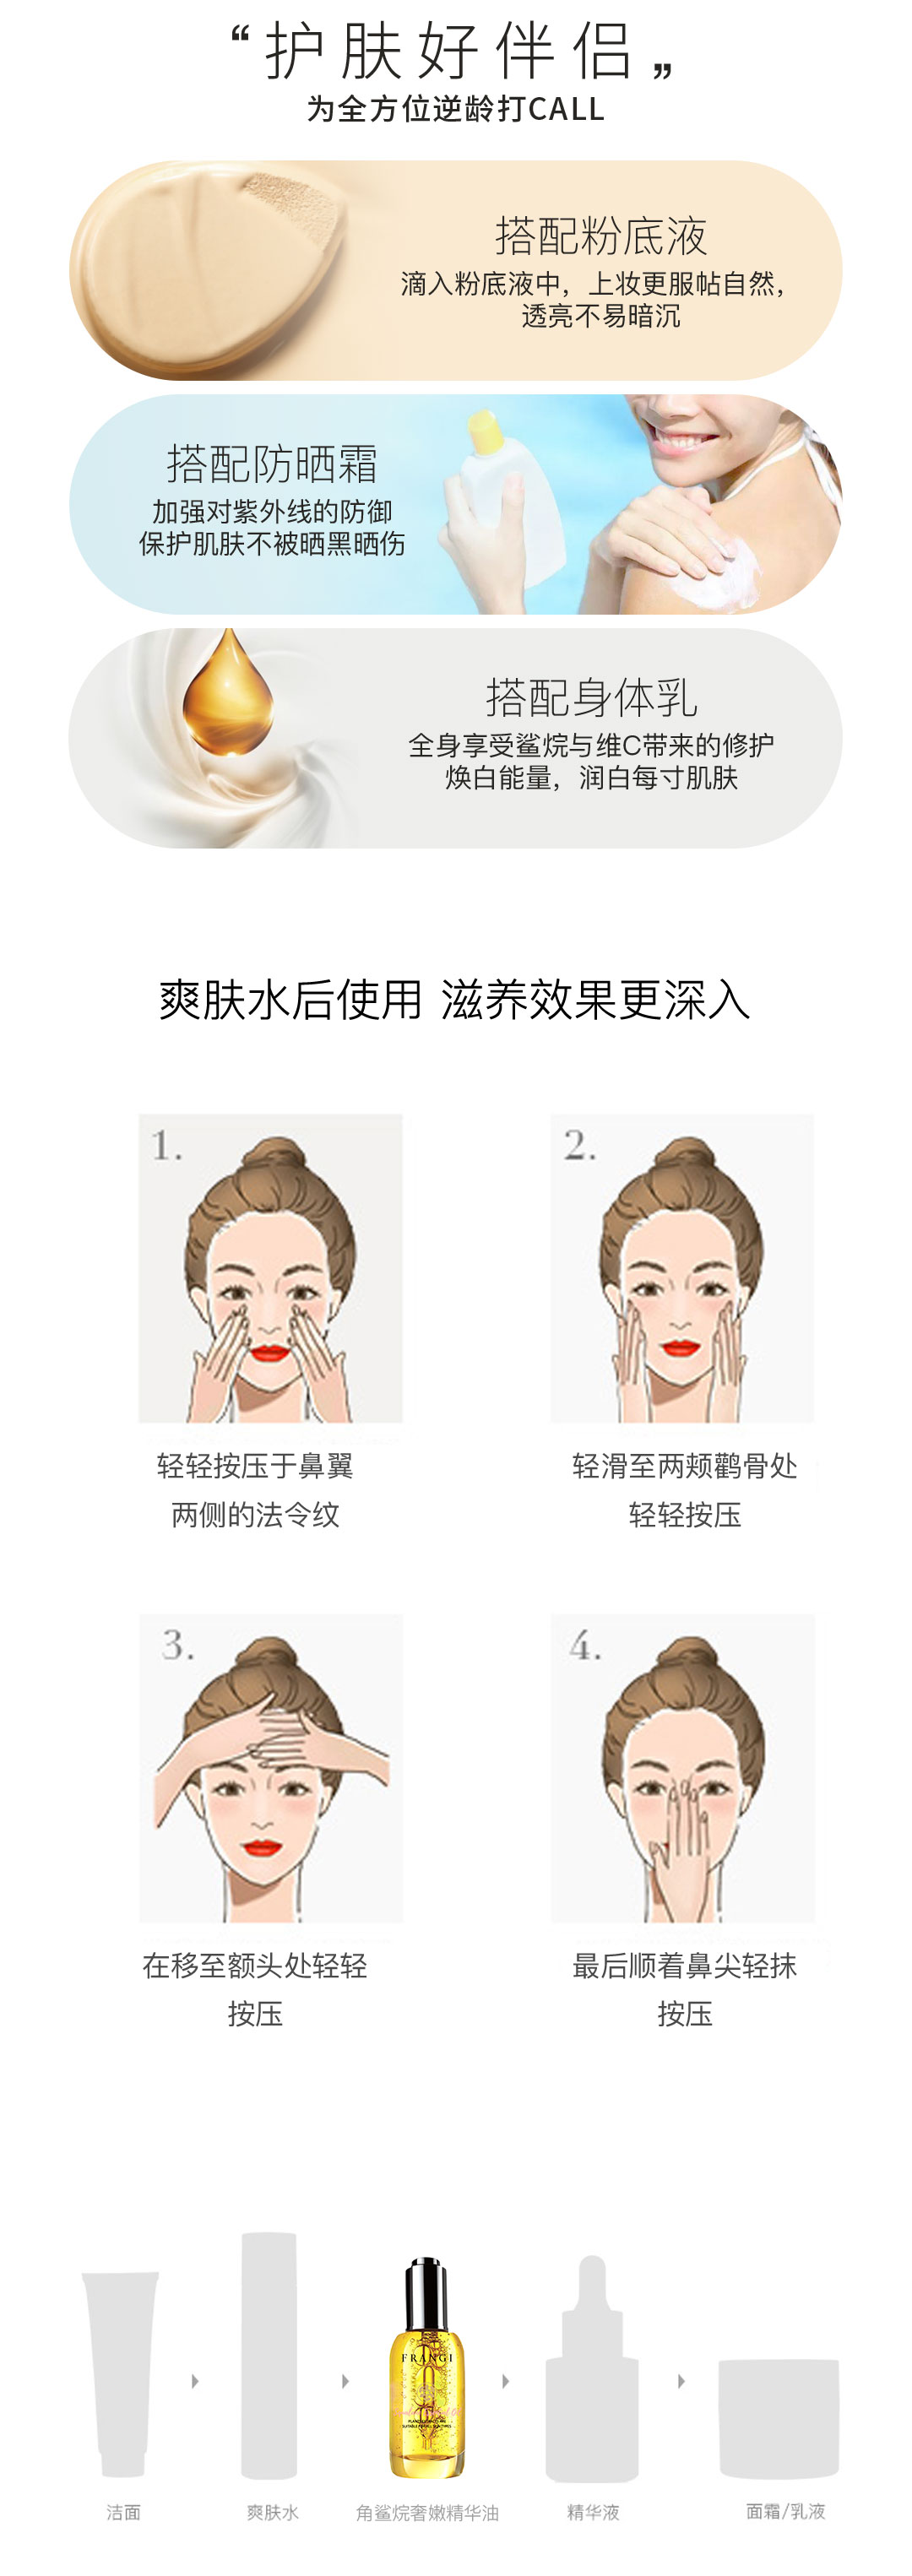 “护肤好伴侣”
为全方位逆龄打CALL
搭配粉底液
滴入粉底液中，上妆更服帖自然，
透亮不易暗沉
搭配防晒霜
加强对紫外线的防御
保护肌肤不被晒黑晒伤
搭配身体乳
全身享受鲨烷与维C带来的修护
焕白能量，润白每寸肌肤
爽肤水后使用 滋养效果更深入
1.
轻轻按压于鼻翼
两侧的法令纹
2.
轻滑至两颊鹳骨处
轻轻按压
3.
在移至额头处轻轻
按压
4.
最后顺着鼻尖轻抹
按压
FRANGI
洁面
爽肤水
角鲨烷奢嫩精华油
精华液
面霜/乳液